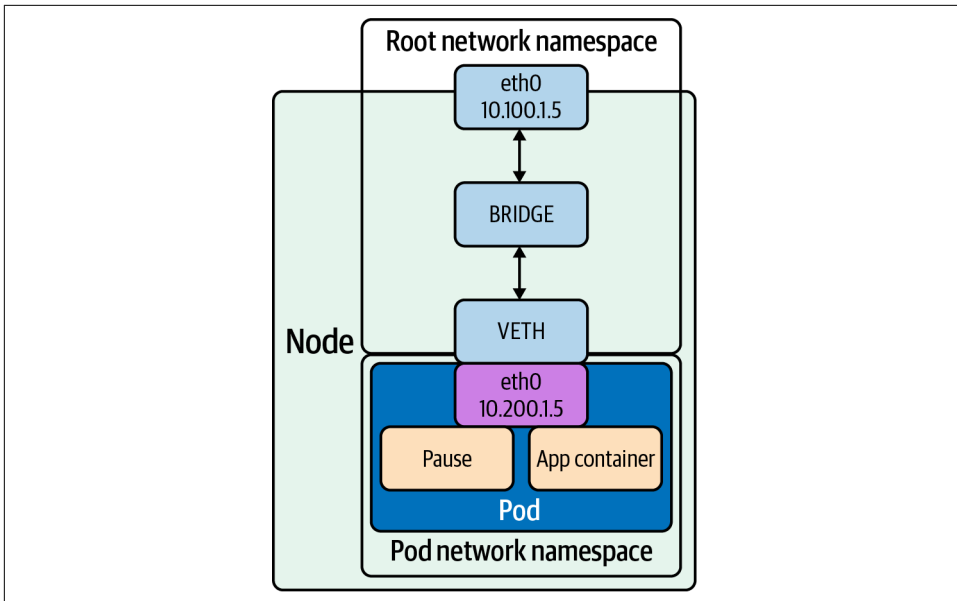 Root network namespace
eth0
10.100.1.5
BRIDGE
Node
VETH
eth0
10.200.1.5
Pause
App container
Pod
Pod network namespace